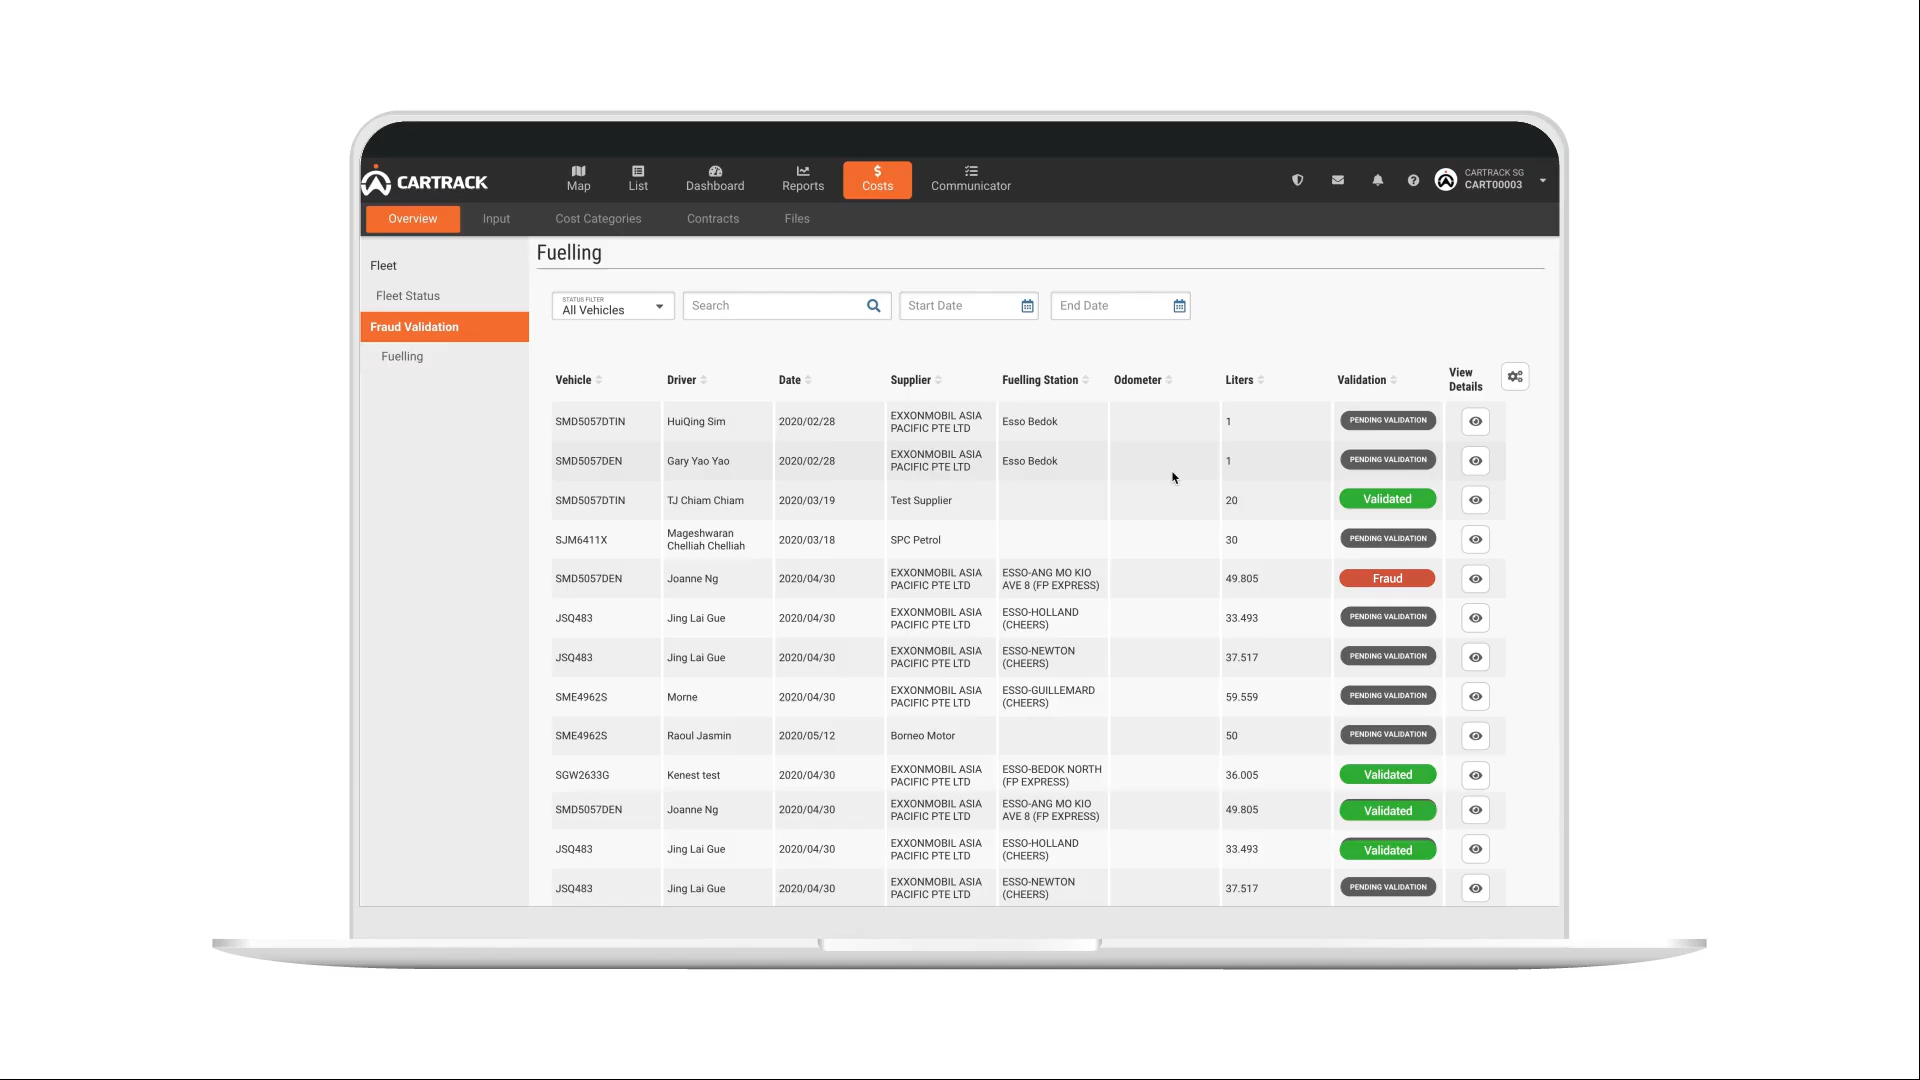 CARTRACK
Map
List
Dashboard
Reports
$
Costs
Communicator
CARTRACK SG
CART00003
Overview
Input
Cost Categories
Contracts
Files
Fleet
Fleet Status
Fraud Validation
Fuelling
Fuelling
STATUS FILTER
All Vehicles
Search
Start Date
End Date
Vehicle Driver Date Supplier Fuelling Station Odometer Liters Validation View
Details
SMD5057DTIN HuiQing Sim 2020/02/28 EXXONMOBIL ASIA Esso Bedok 1 PENDING VALIDATION
PACIFIC PTE LTD
SMD5057DEN Gary Yao Yao 2020/02/28 EXXONMOBIL ASIA Esso Bedok 1 PENDING VALIDATION
PACIFIC PTE LTD
SMD5057DTIN TJ Chiam Chiam 2020/03/19 Test Supplier 20 Validated
SJM6411X Mageshwaran 2020/03/18 SPC Petrol 30 PENDING VALIDATION
Chelliah Chelliah
SMD5057DEN Joanne Ng 2020/04/30 EXXONMOBIL ASIA ESSO-ANG MO KIO 49.805 Fraud
PACIFIC PTE LTD AVE 8 (FP EXPRESS)
JSQ483 Jing Lai Gue 2020/04/30 EXXONMOBIL ASIA ESSO-HOLLAND 33.493 PENDING VALIDATION
PACIFIC PTE LTD (CHEERS)
JSQ483 Jing Lai Gue 2020/04/30 EXXONMOBIL ASIA ESSO-NEWTON 37.517 PENDING VALIDATION
PACIFIC PTE LTD (CHEERS)
SME4962S Morne 2020/04/30 EXXONMOBIL ASIA ESSO-GUILLEMARD 59.559 PENDING VALIDATION
PACIFIC PTE LTD (CHEERS)
SME4962S Raoul Jasmin 2020/05/12 Borneo Motor 50 PENDING VALIDATION
SGW2633G Kenest test 2020/04/30 EXXONMOBIL ASIA ESSO-BEDOK NORTH 36.005 Validated
PACIFIC PTE LTD (FP EXPRESS)
SMD5057DEN Joanne Ng 2020/04/30 EXXONMOBIL ASIA ESSO-ANG MO KIO 49.805 Validated
PACIFIC PTE LTD AVE 8 (FP EXPRESS)
JSQ483 Jing Lai Gue 2020/04/30 EXXONMOBIL ASIA ESSO-HOLLAND 33.493 Validated
PACIFIC PTE LTD (CHEERS)
JSQ483 Jing Lai Gue 2020/04/30 EXXONMOBIL ASIA ESSO-NEWTON 37.517 PENDING VALIDATION
PACIFIC PTE LTD (CHEERS)